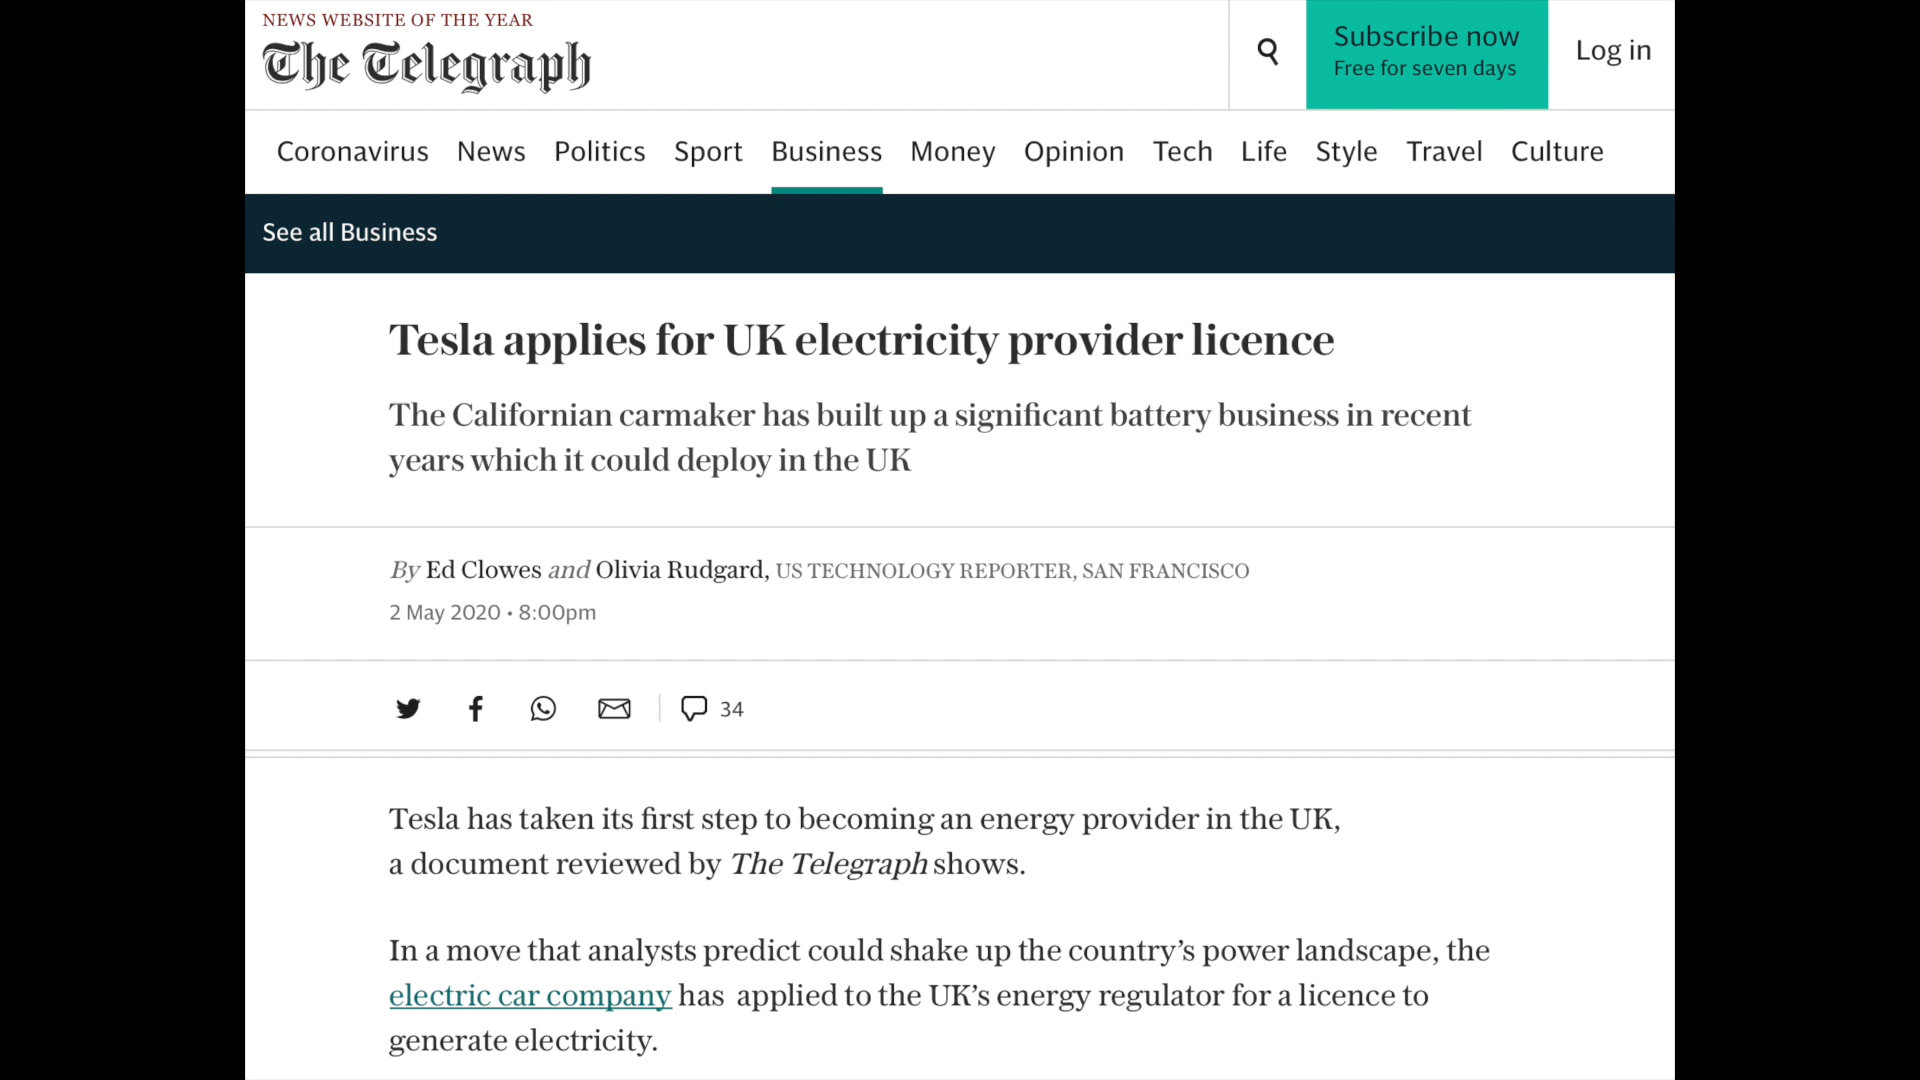 NEWS WEBSITE OF THE YEAR
The Telegraph
Subscribe now
Free for seven days
Log in
Coronavirus News Politics Sport Business Money Opinion Tech Life Style Travel Culture
See all Business
Tesla applies for UK electricity provider licence
The Californian carmaker has built up a significant battery business in recent
years which it could deploy in the UK
By Ed Clowes and Olivia Rudgard, US TECHNOLOGY REPORTER, SAN FRANCISCO
2 May 2020 • 8:00pm
34
Tesla has taken its first step to becoming an energy provider in the UK,
a document reviewed by The Telegraph shows.
In a move that analysts predict could shake up the country’s power landscape, the
electric car company has applied to the UK’s energy regulator for a licence to
generate electricity.